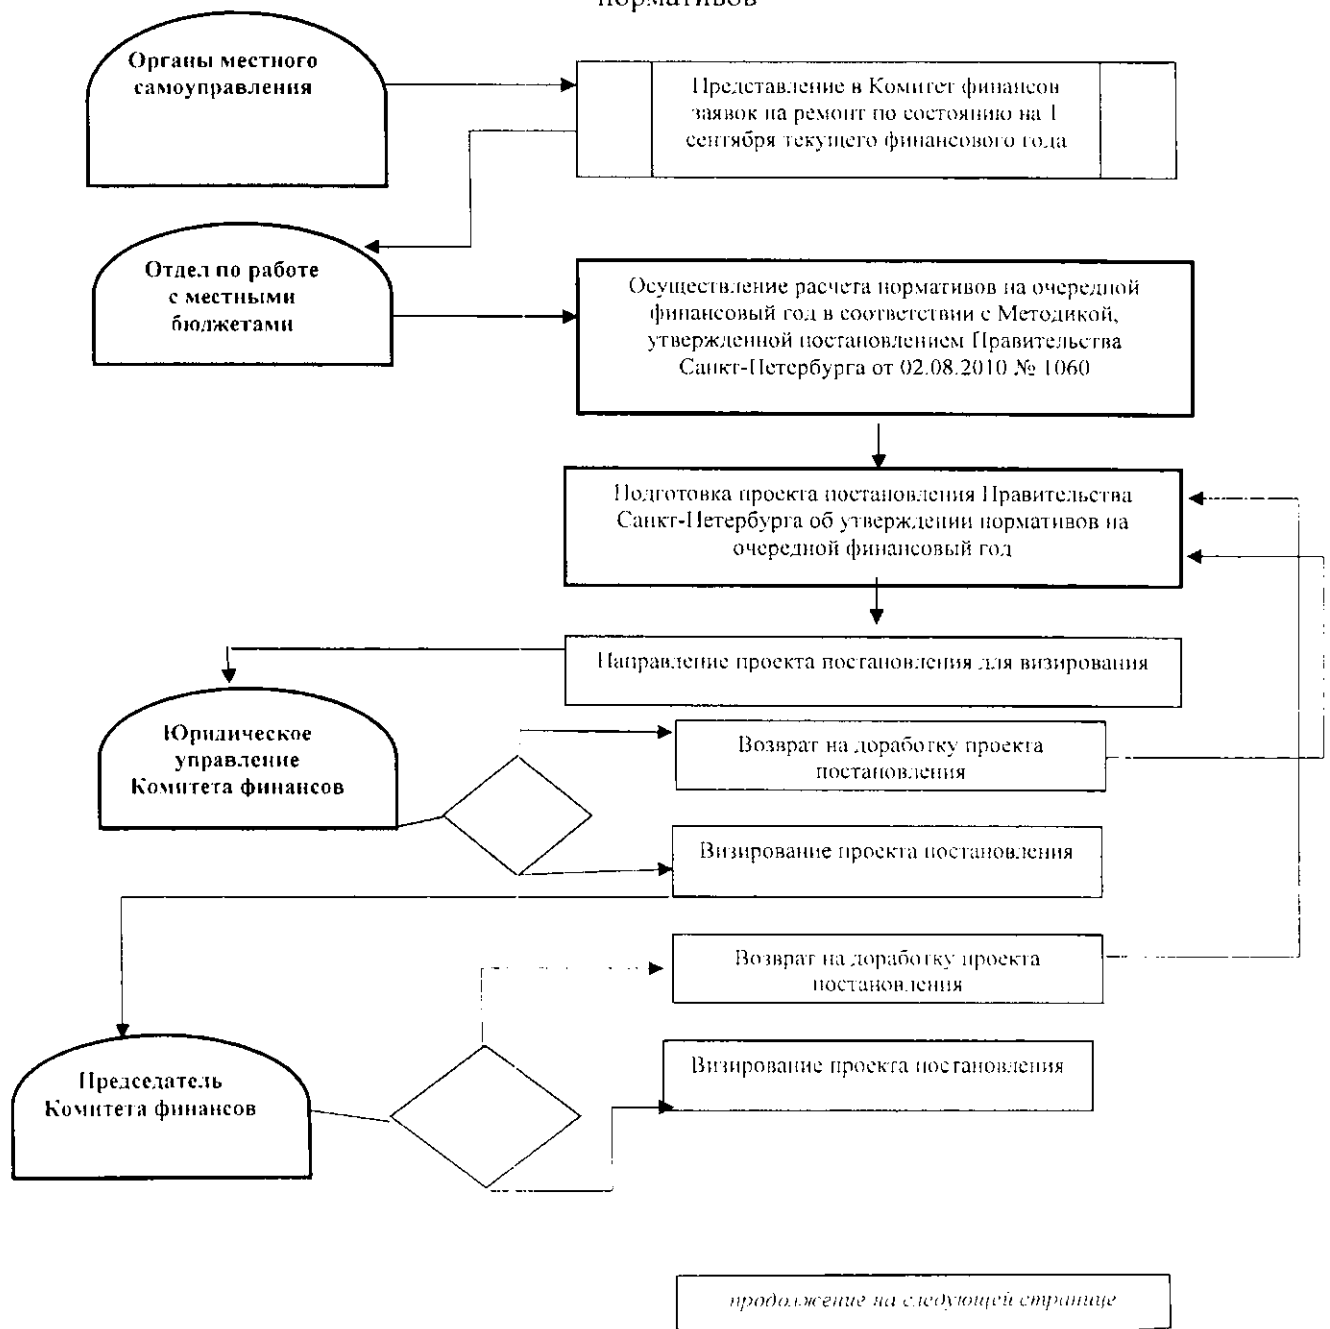 нормативов
Органы местного
самоуправления
Представление в Комитет финансов
заявок на ремонт по состоянию на 1
сентября текущего финансового года
Отдел по работе
с местными
бюджетами
Осуществление расчета нормативов на очередной
финансовый год в соответствии с Методикой,
утвержденной постановлением Правительства
Санкт-Петербурга от 02.08.2010 № 1060
Подготовка проекта постановления Правительства
Санкт-Петербурга об утверждении нормативов на
очередной финансовый год
Направление проекта постановления для визирования
Юридическое
управление
Комитета финансов
Возврат на доработку проекта
постановления
Визирование проекта постановления
Возврат на доработку проекта
постановления
Председатель
Комитета финансов
Визирование проекта постановления
продолжение на следующей странице